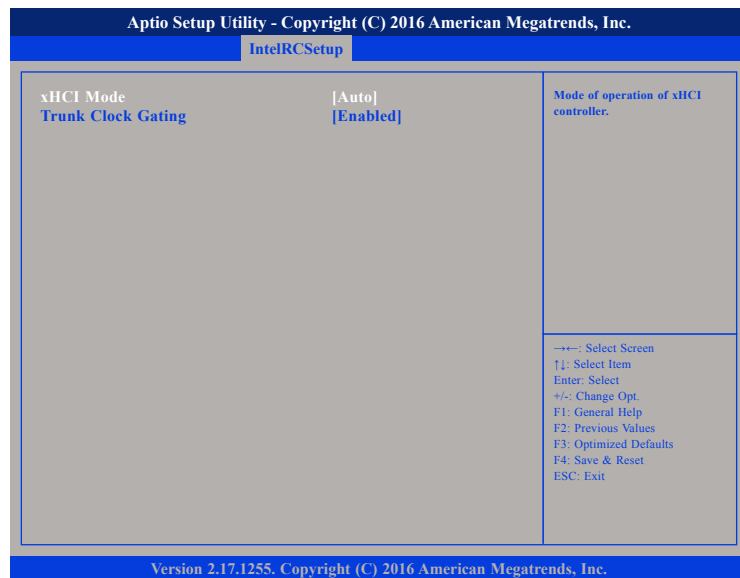 Aptio Setup Utility - Copyright (C) 2016 American Megatrends, Inc.
IntelRCSetup
xHCI Mode [Auto]
Trunk Clock Gating [Enabled]
Mode of operation of xHCI
controller.
→←: Select Screen
↑↓: Select Item
Enter: Select
+/-: Change Opt.
F1: General Help
F2: Previous Values
F3: Optimized Defaults
F4: Save & Reset
ESC: Exit
Version 2.17.1255. Copyright (C) 2016 American Megatrends, Inc.